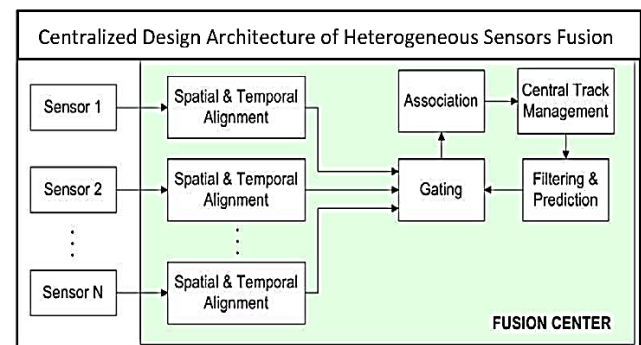 Centralized Design Architecture of Heterogeneous Sensors Fusion
Sensor 1
Spatial & Temporal
Alignment
Association
Central Track
Management
Sensor 2
Spatial & Temporal
Alignment
Gating
Filtering &
Prediction
Sensor N
Spatial & Temporal
Alignment
FUSION CENTER